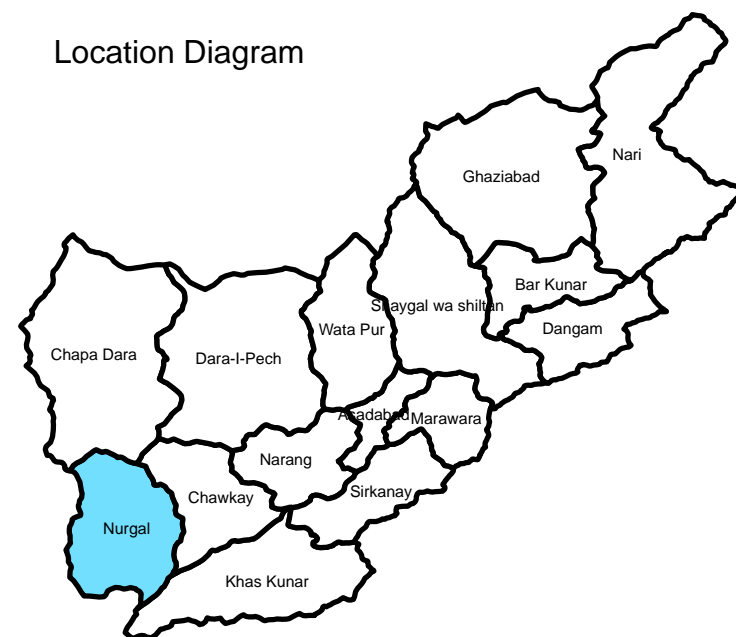 Location Diagram
Nari
Ghaziabad
Bar Kunar
Shaygal wa shiltan
Wata Pur
Dangam
Chapa Dara
Dara-I-Pech
Asadabad
Marawara
Narang
Sirkanay
Chawkay
Nurgal
Khas Kunar